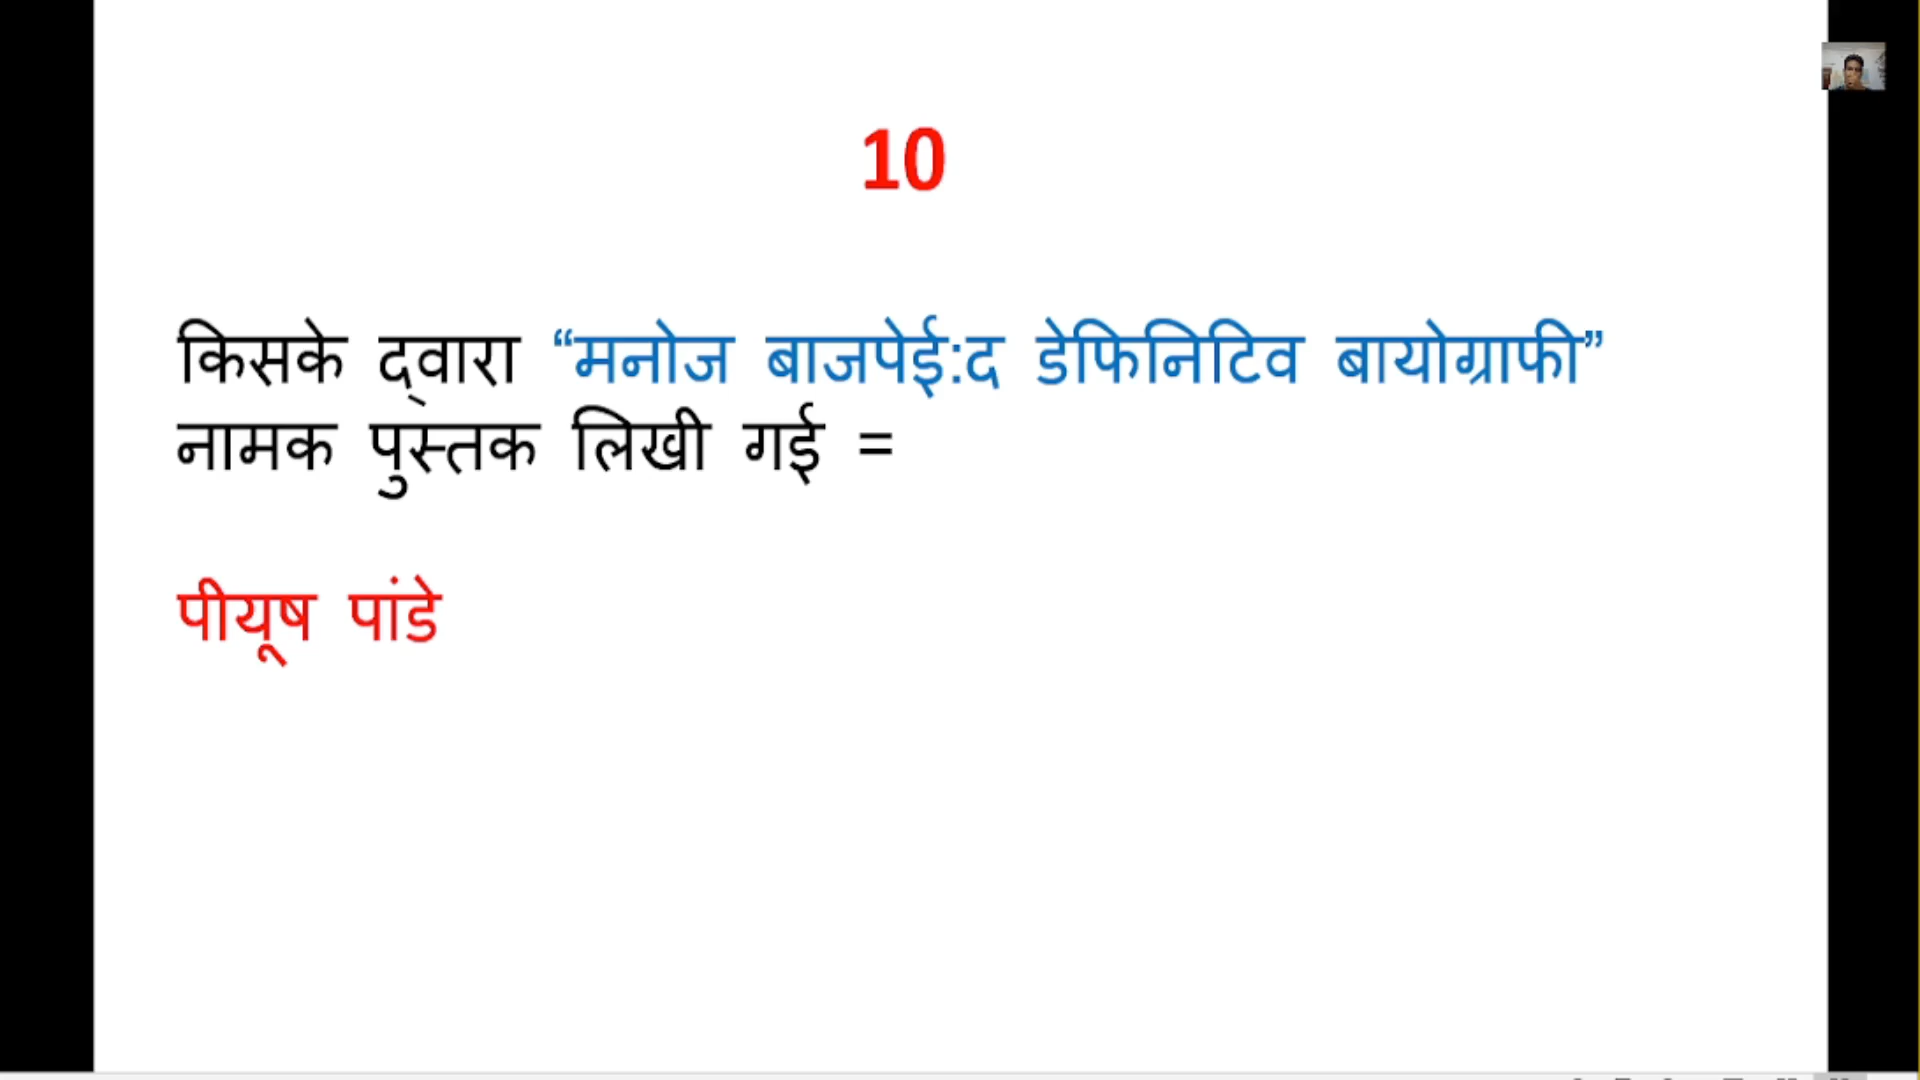 10
किसके द्वारा “मनोज बाजपेई:द डेफिनिटिव बायोग्राफी”
नामक पुस्तक लिखी गई =
पीयूष पांडे